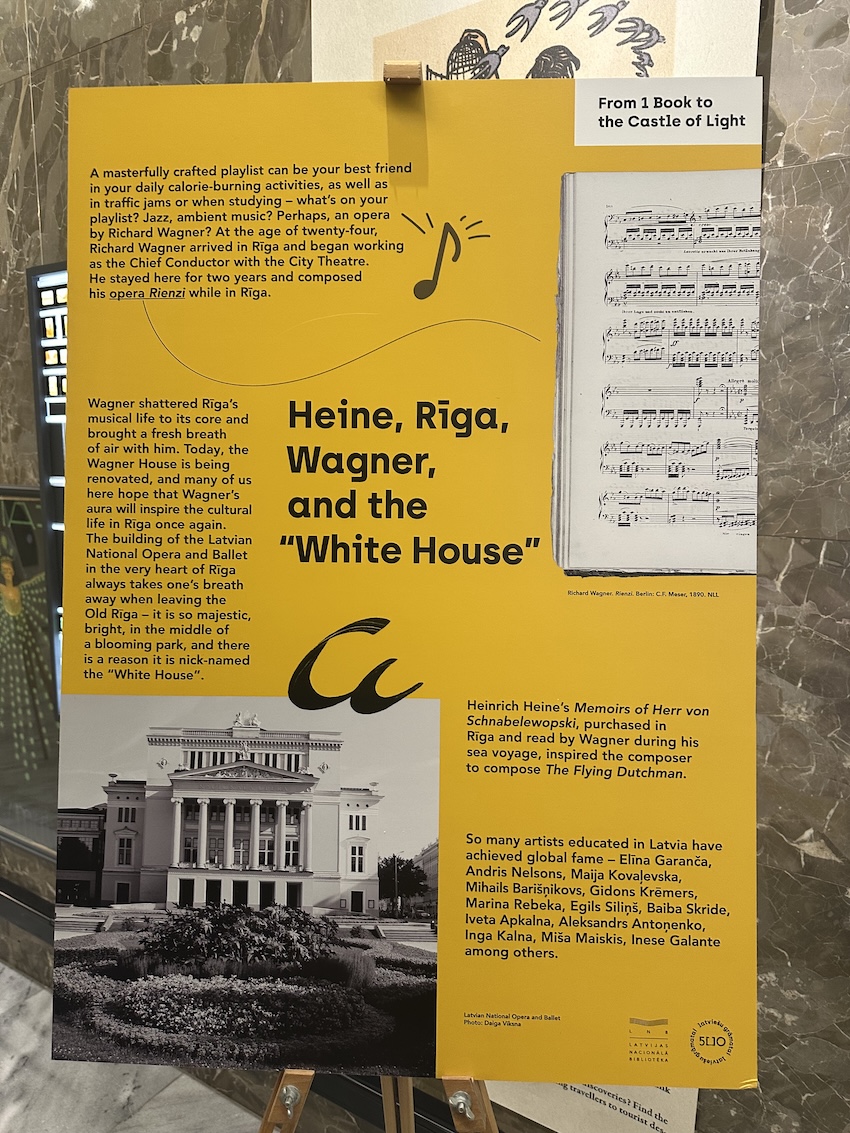 From 1 Book to
the Castle of Light
A masterfully crafted playlist can be your best friend
in your daily calorie-burning activities, as well as
in traffic jams or when studying – what's on your
playlist? Jazz, ambient music? Perhaps, an opera
by Richard Wagner? At the age of twenty-four,
Richard Wagner arrived in Rīga and began working
as the Chief Conductor with the City Theatre.
He stayed here for two years and composed
his opera Rienzi while in Rīga.
Wagner shattered Rīga's
musical life to its core and
brought a fresh breath
of air with him. Today, the
Wagner House is being
renovated, and many of us
here hope that Wagner's
aura will inspire the cultural
life in Rīga once again.
The building of the Latvian
National Opera and Ballet
in the very heart of Rīga
always takes one's breath
away when leaving the
Old Rīga – it is so majestic,
bright, in the middle of
a blooming park, and there
is a reason it is nick-named
the "White House".
Heine, Rīga,
Wagner,
and the
"White House"
Richard Wagner. Rienzi. Berlin: C.F. Meser, 1890. NLL
Heinrich Heine's Memoirs of Herr von
Schnabelewopski, purchased in
Rīga and read by Wagner during his
sea voyage, inspired the composer
to compose The Flying Dutchman.
So many artists educated in Latvia have
achieved global fame – Elīna Garanča,
Andris Nelsons, Maija Kovaļevska,
Mihails Barišņikovs, Gidons Krēmers,
Marina Rebeka, Egils Siliņš, Baiba Skride,
Iveta Apkalna, Aleksandrs Antoņenko,
Inga Kalna, Miša Maiskis, Inese Galante
among others.
Latvian National Opera and Ballet
Photo: Daiga Viksna
L N B
LATVIJAS
NACIONĀLĀ
BIBLIOTĒKA
latviešu grāmatai latviešu grāmatai
discoveries? Find the
travellers to tourist des-